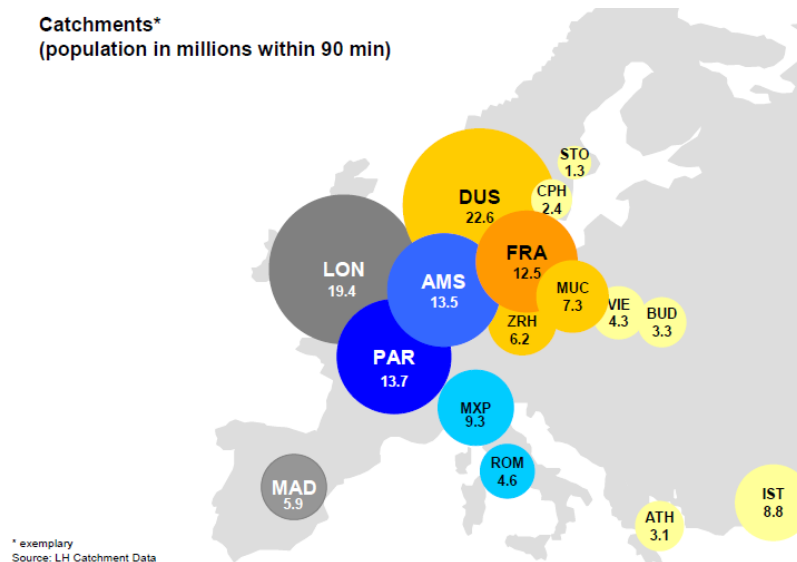 Catchments*
(population in millions within 90 min)
STO
1.3
CPH
2.4
DUS
22.6
FRA
12.5
LON
19.4
AMS
13.5
MUC
7.3
VIE
4.3
BUD
3.3
ZRH
6.2
PAR
13.7
MXP
9.3
ROM
4.6
MAD
5.9
IST
8.8
ATH
3.1
* exemplary
Source: LH Catchment Data